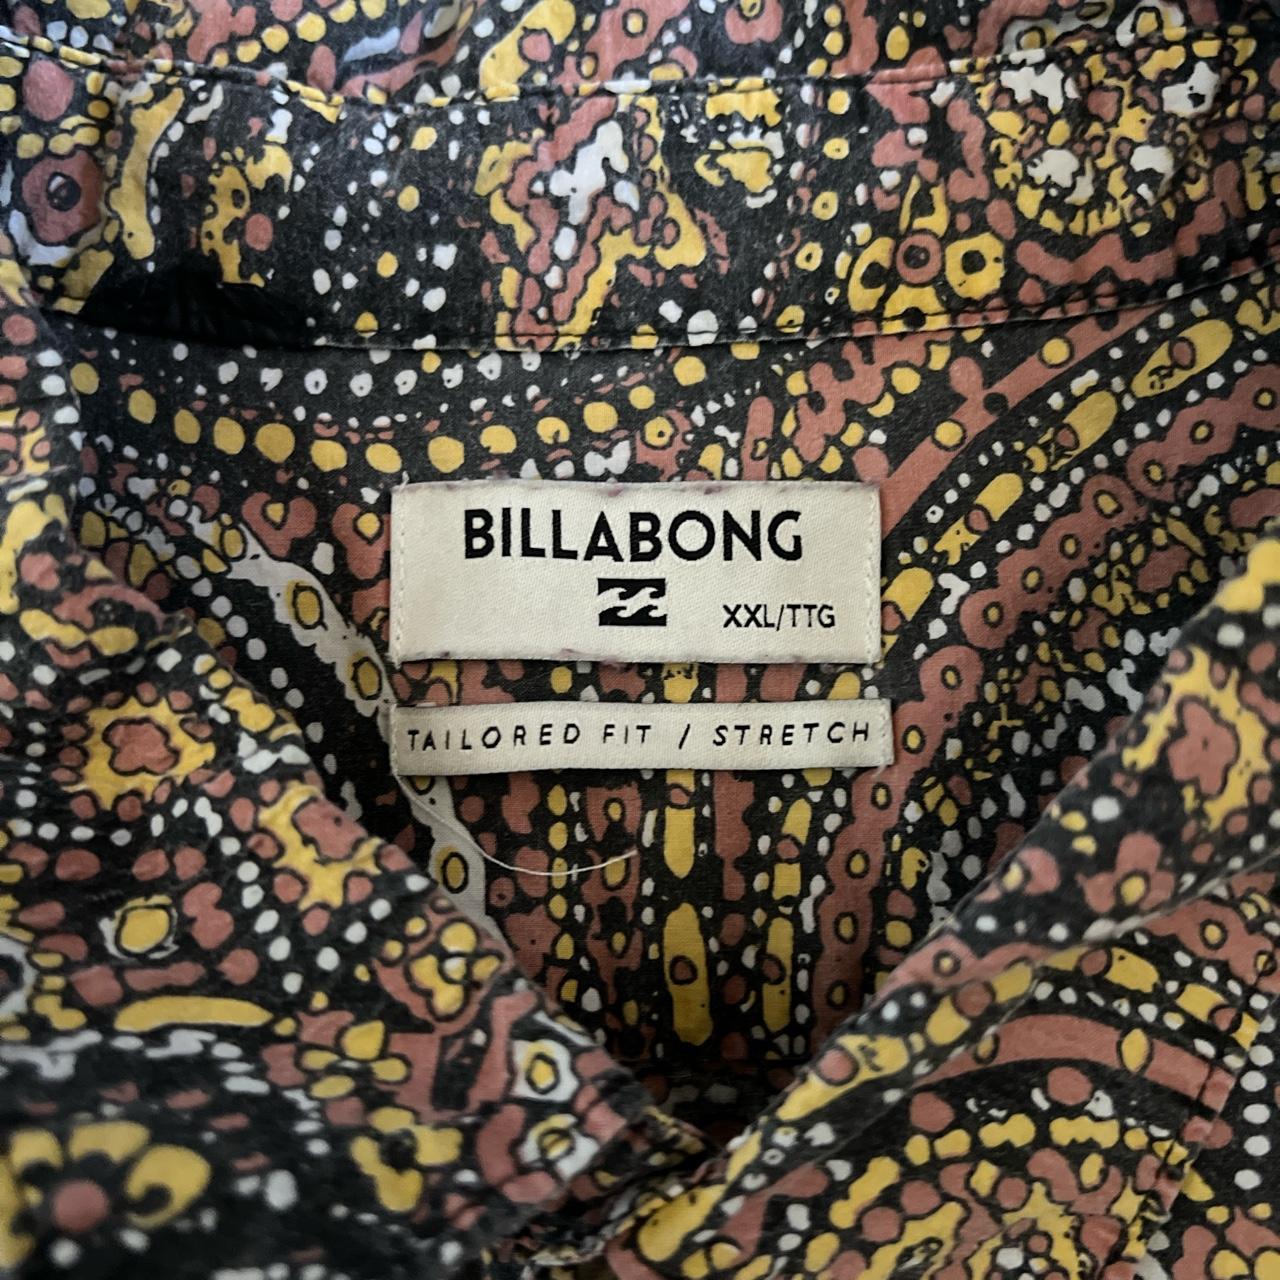 BILLABONG
XXL/TTG
TAILORED FIT / STRETCH